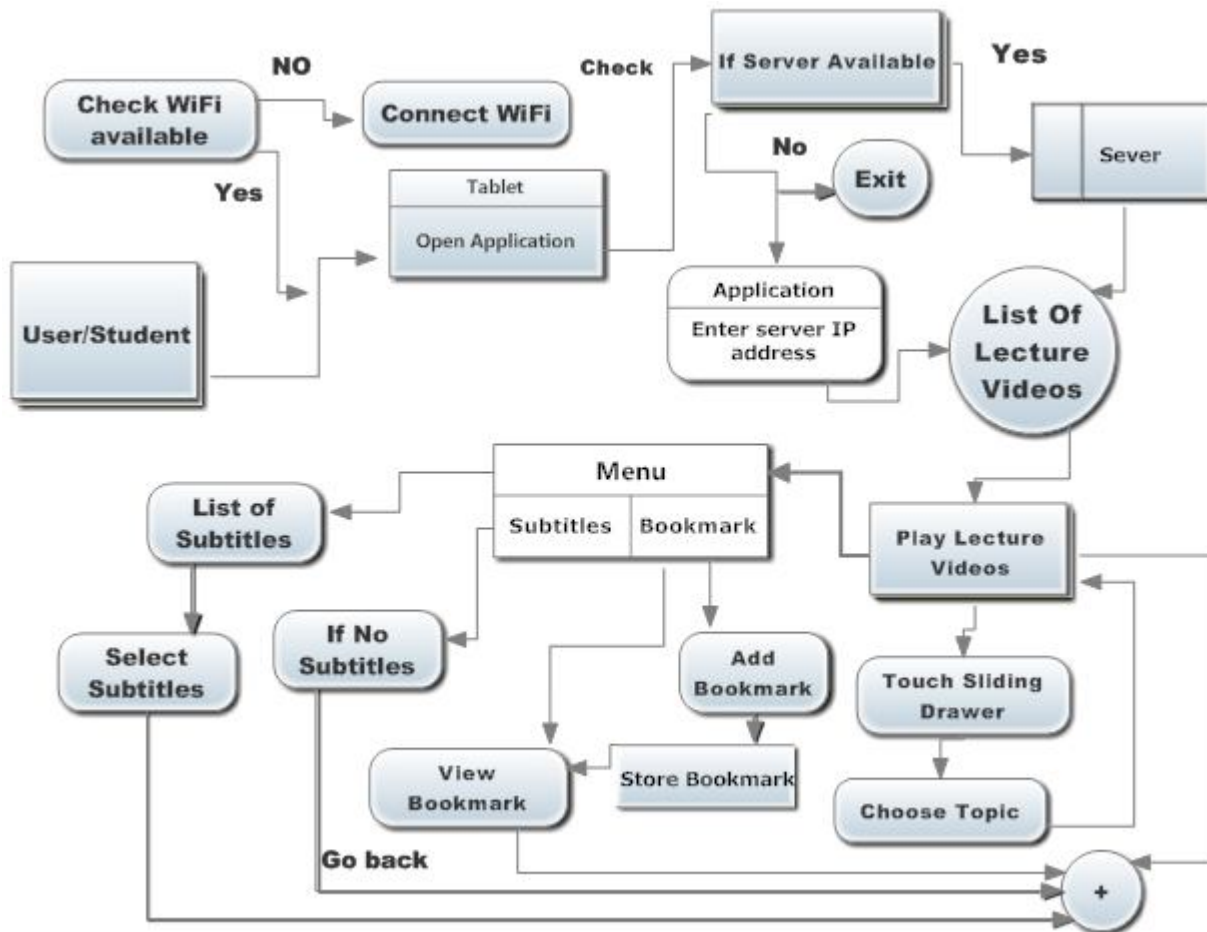 NO
Check WiFi
available
Connect WiFi
Yes
Check
If Server Available
Yes
Sever
No
Exit
Tablet
Open Application
User/Student
Application
Enter server IP
address
List Of
Lecture
Videos
Menu
Subtitles
Bookmark
List of
Subtitles
Select
Subtitles
If No
Subtitles
Add
Bookmark
Store Bookmark
View
Bookmark
Play Lecture
Videos
Touch Sliding
Drawer
Choose Topic
Go back
+